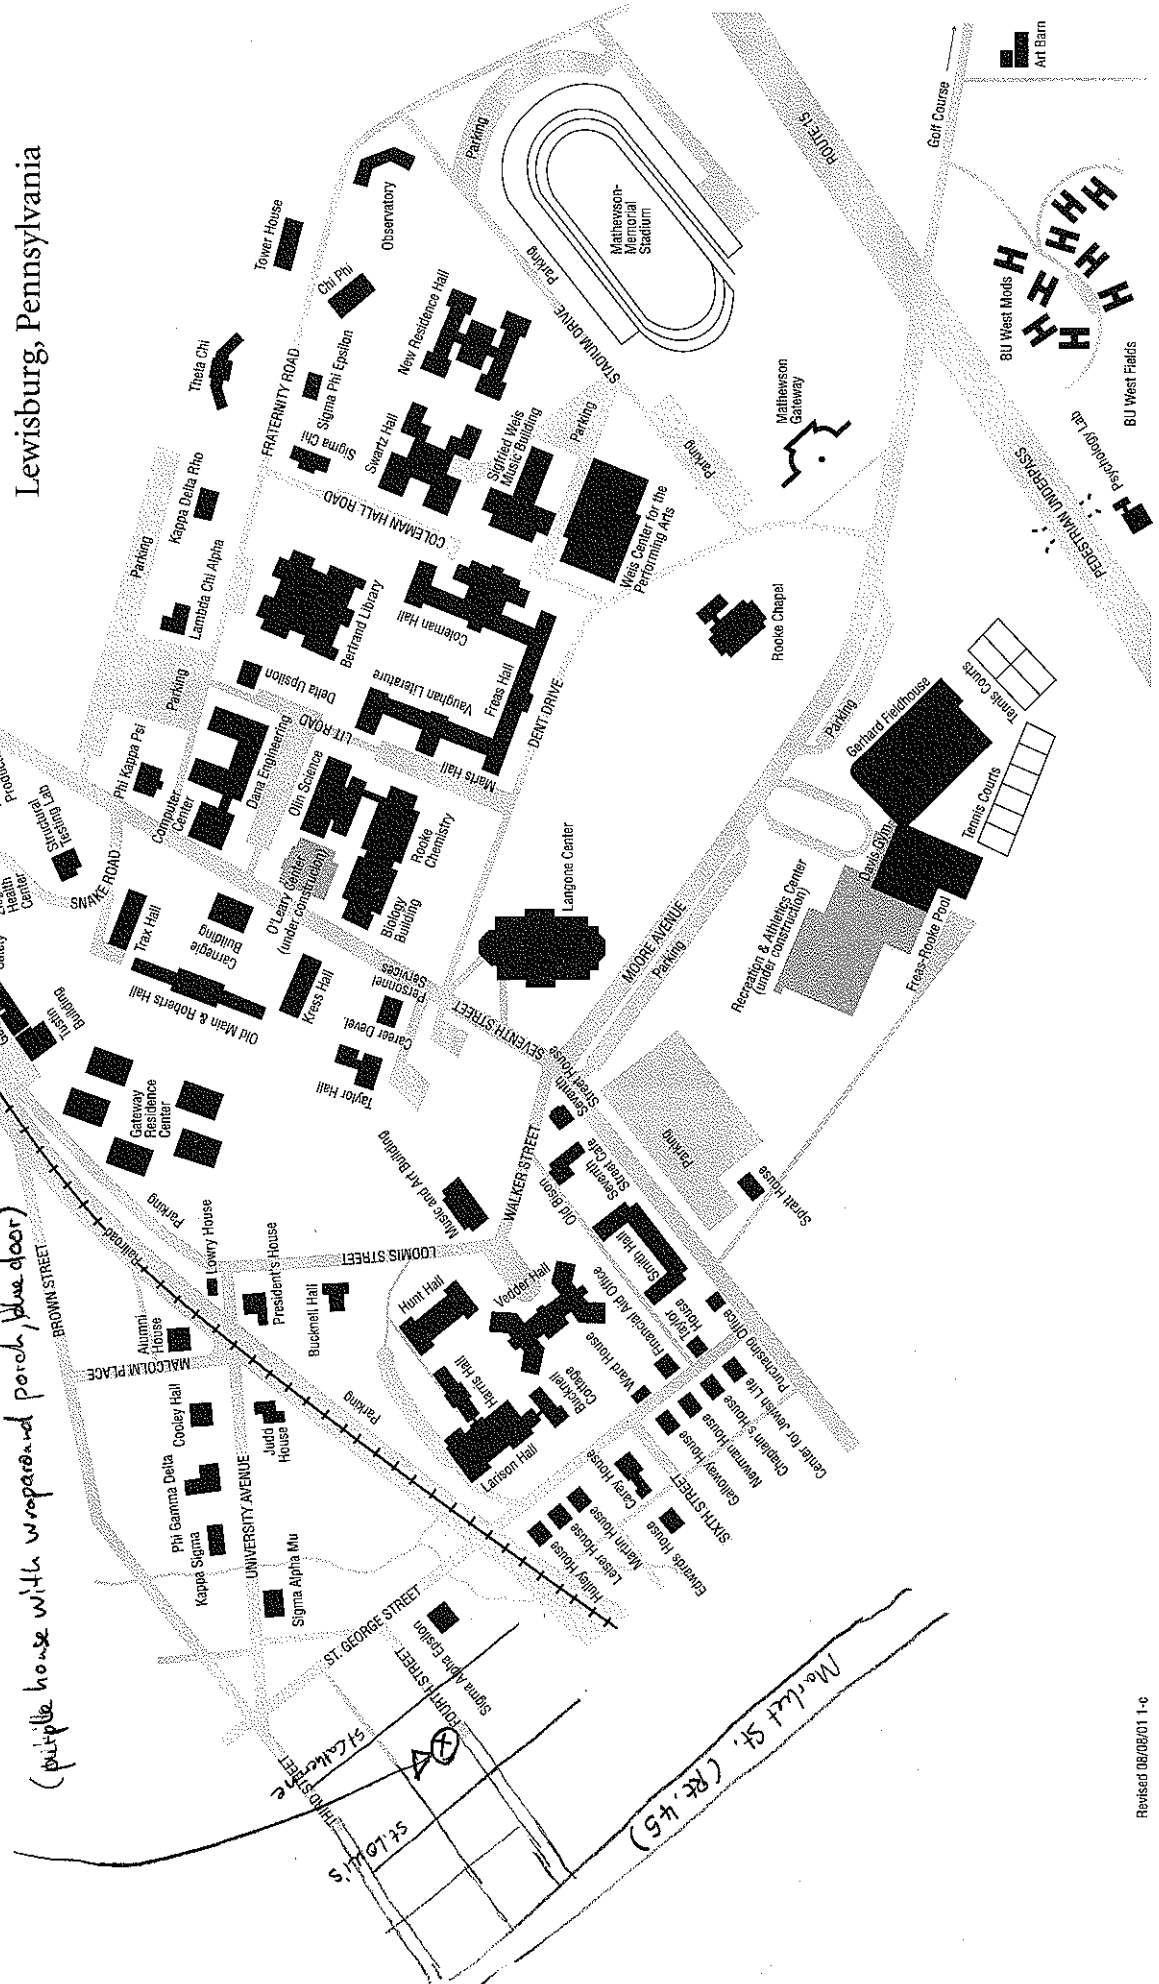 Lewisburg, Pennsylvania
(purple house with wraparound porch, blue door)
Art Barn
Golf Course
ROUTE 15
Parking
Observatory
Tower House
Chi Phi
Mathewson-
Memorial
Stadium
Parking
STADIUM DRIVE
New Residence Hall
Theta Chi
FRATERNITY ROAD
Sigma Phi Epsilon
Sigma Chi
Swartz Hall
Sigfried Weis
Music Building
Parking
Parking
Mathewson
Gateway
BU West Mods
BU West Fields
Psychology Lab
PEDESTRIAN UNDERPASS
Kappa Delta Rho
Parking
Lambda Chi Alpha
COLEMAN HALL ROAD
Weis Center for the
Performing Arts
Bertrand Library
Coleman Hall
Rooke Chapel
Parking
Delta Upsilon
Vaughan Literature
Freas Hall
DENT DRIVE
LIT ROAD
Marts Hall
Phi Kappa Psi
Computer
Center
Dana Engineering
Olin Science
Rooke
Chemistry
O'Leary Center
(under construction)
Biology
Building
Structural
Testing Lab
Health
Center
SNAKE ROAD
Trax Hall
Carnegie
Building
Old Main & Roberts Hall
Kress Hall
Personnel
Services
Career Devel.
Taylor Hall
Langone Center
SEVENTH STREET
MOORE AVENUE
Parking
Parking
Gerhard Fieldhouse
Tennis Courts
Tennis Courts
Davis Gym
Recreation & Athletics Center
(under construction)
Freas-Rooke Pool
Tustin
Building
Gateway
Residence
Center
Parking
Railroad
BROWN STREET
Lowry House
President's House
Bucknell Hall
LOOMIS STREET
Music and Art Building
WALKER STREET
Seventh
Street House
Seventh
Street Cafe
Old Bison
Parking
Spratt House
Alumni
House
MALCOLM PLACE
Cooley Hall
Judd
House
Parking
Hunt Hall
Vedder Hall
Harris Hall
Larison Hall
Bucknell
Cottage
Ward House
Financial Aid Office
Smith Hall
Taylor
House
Purchasing Office
Center for Jewish Life
Chaplain's House
Newman House
Galloway House
SIXTH STREET
Carey House
Edwards House
Martin House
Leiser House
Hulley House
Phi Gamma Delta
Kappa Sigma
UNIVERSITY AVENUE
Sigma Alpha Mu
ST. GEORGE STREET
Sigma Alpha Epsilon
FOURTH STREET
THIRD STREET
St Catherine
St. Louis
X
Market St. (Rt. 45)
Revised 08/08/01 1-c